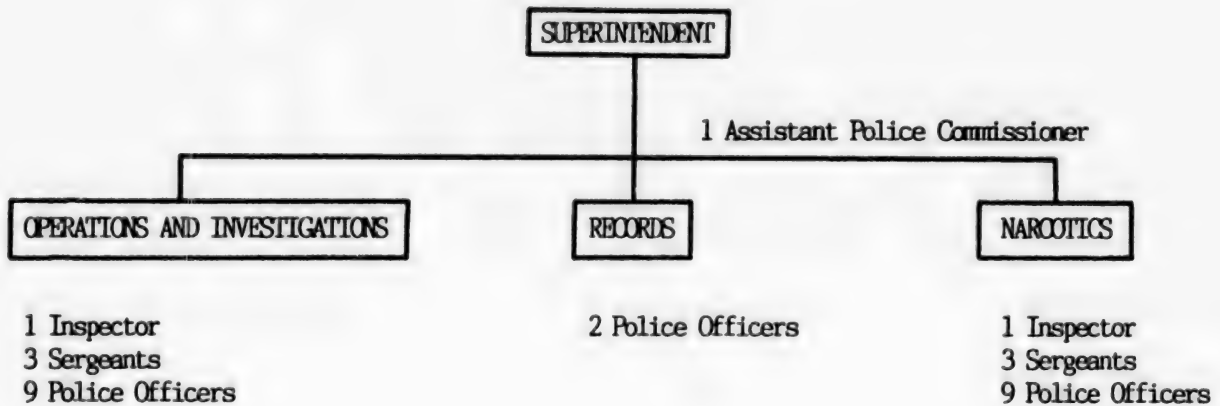 SUPERINTENDENT
1 Assistant Police Commissioner
OPERATIONS AND INVESTIGATIONS
RECORDS
NARCOTICS
1 Inspector
3 Sergeants
9 Police Officers
2 Police Officers
1 Inspector
3 Sergeants
9 Police Officers